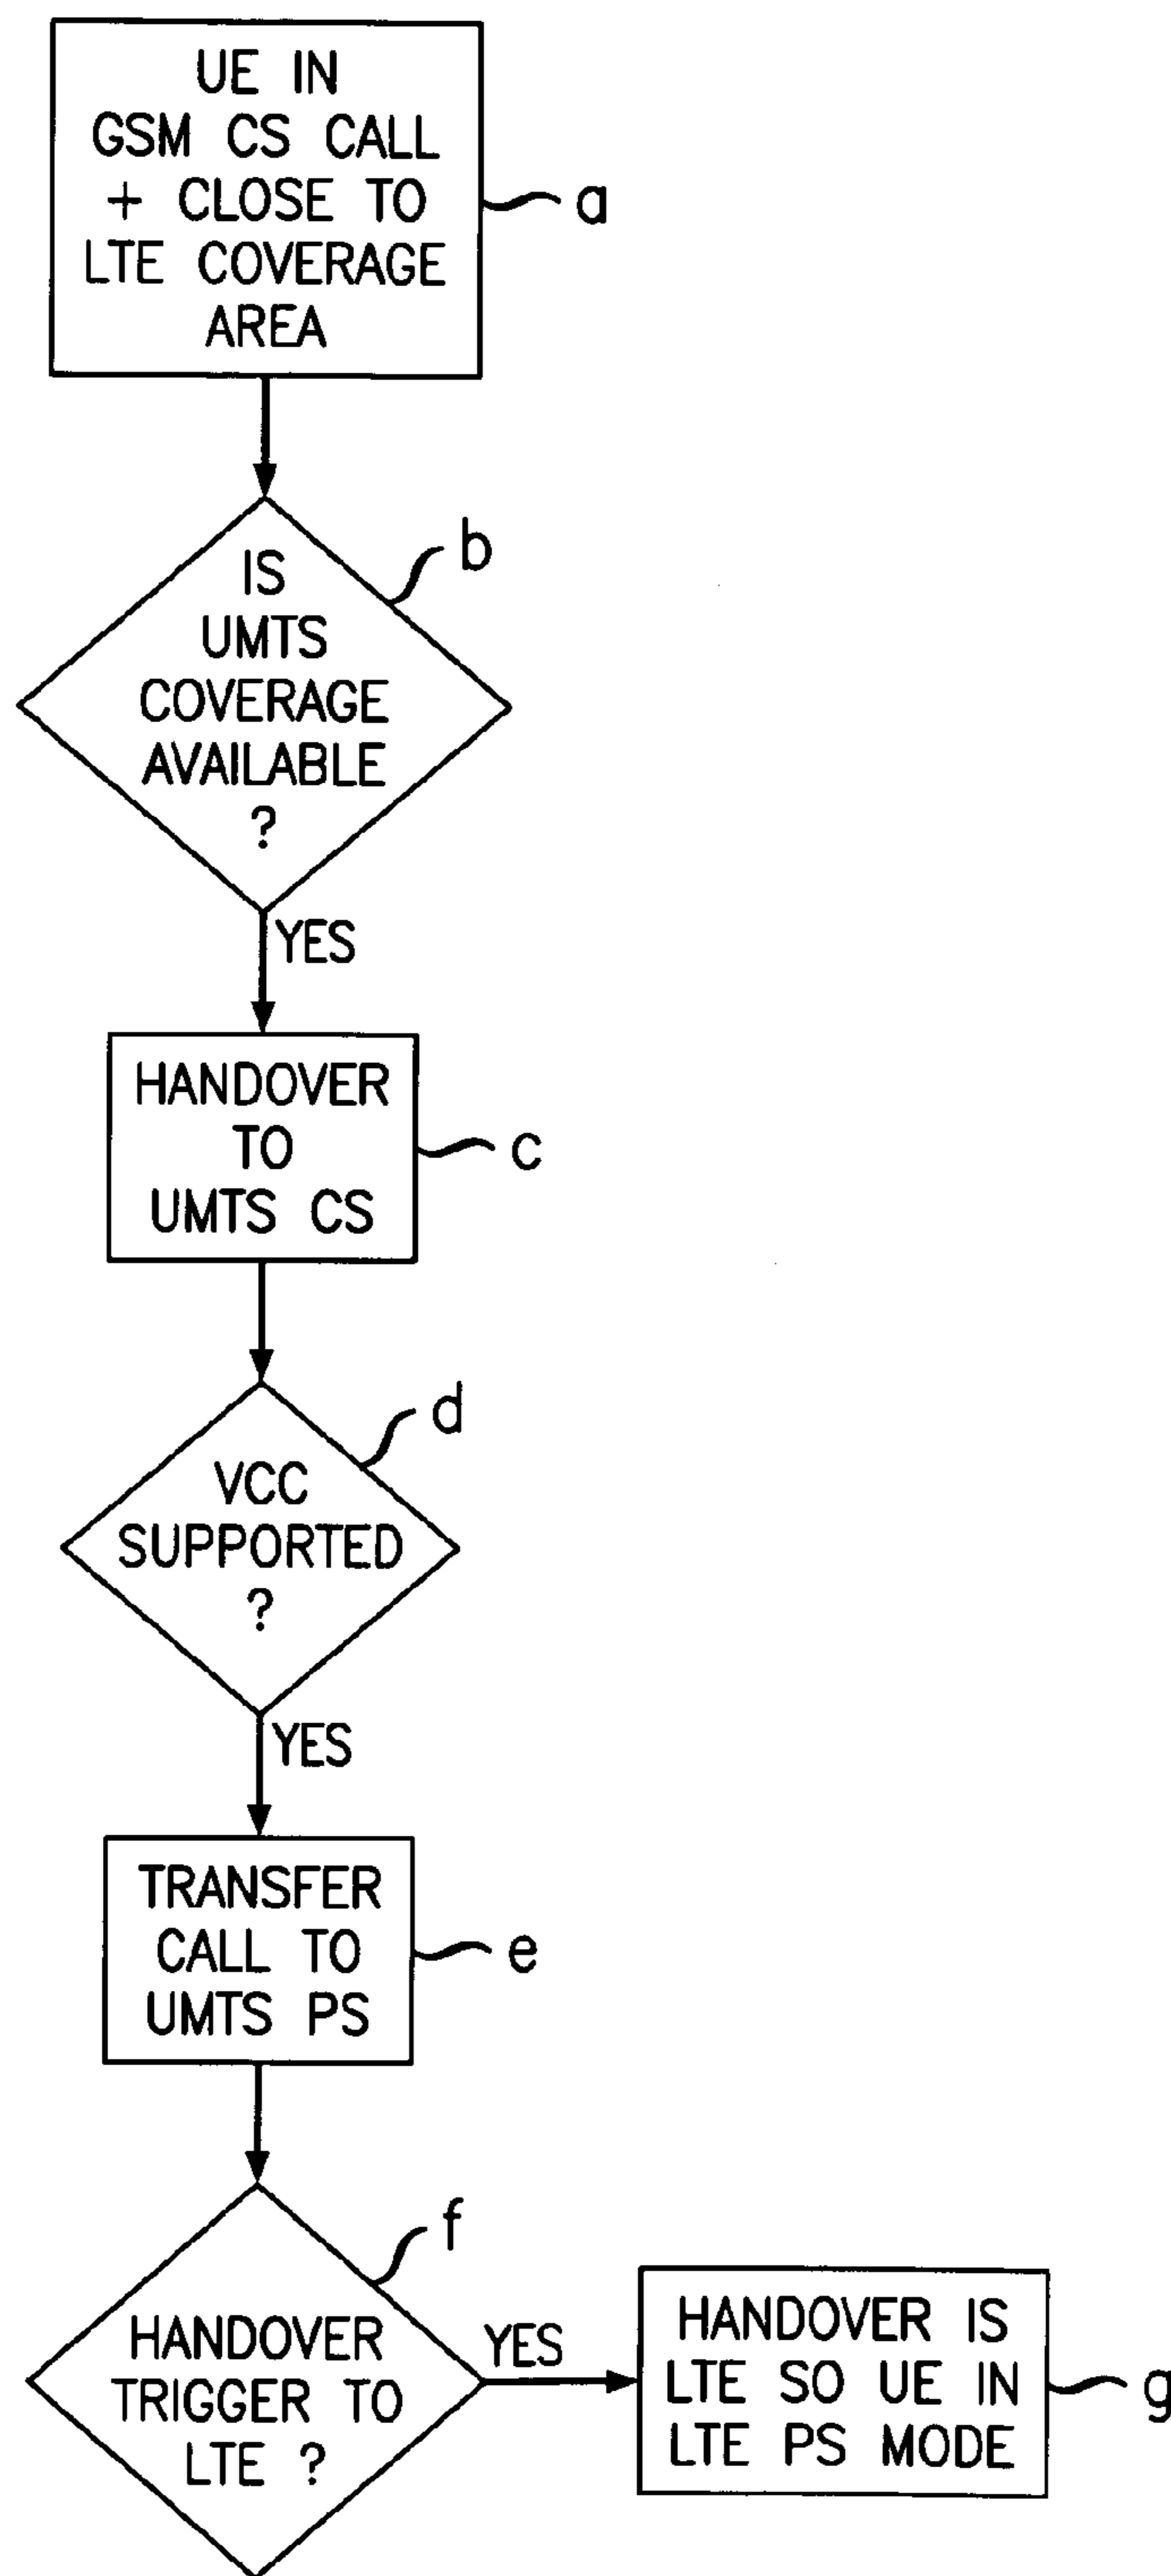 UE IN
GSM CS CALL
+ CLOSE TO
LTE COVERAGE
AREA
a
b
IS
UMTS
COVERAGE
AVAILABLE
?
YES
HANDOVER
TO
UMTS CS
c
d
VCC
SUPPORTED
?
YES
TRANSFER
CALL TO
UMTS PS
e
f
HANDOVER
TRIGGER TO
LTE ?
YES
HANDOVER IS
LTE SO UE IN
LTE PS MODE
g